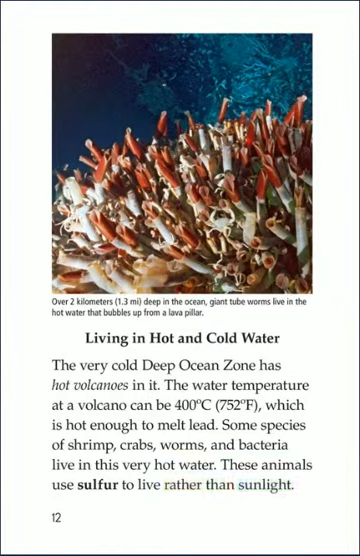 Over 2 kilometers (1.3 mi) deep in the ocean, giant tube worms live in the
hot water that bubbles up from a lava pillar.
Living in Hot and Cold Water
The very cold Deep Ocean Zone has
hot volcanoes in it. The water temperature
at a volcano can be 400°C (752°F), which
is hot enough to melt lead. Some species
of shrimp, crabs, worms, and bacteria
live in this very hot water. These animals
use sulfur to live rather than sunlight.
12